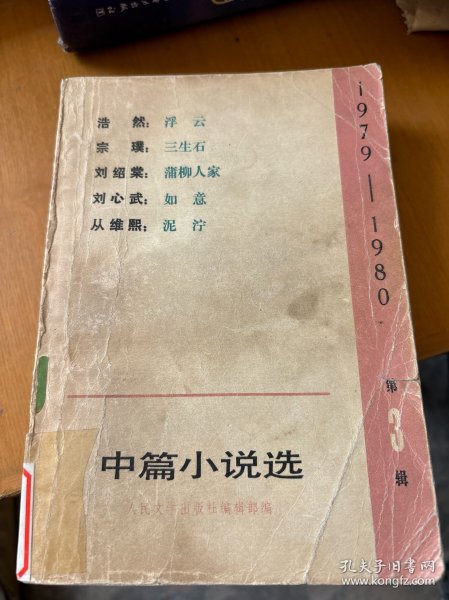 浩然：浮云
宗璞：三生石
刘绍棠：蒲柳人家
刘心武：如意
从维熙：泥泞
1979—1980
第3辑
中篇小说选
人民文学出版社编辑部编
孔夫子旧书网
www.kongfz.com